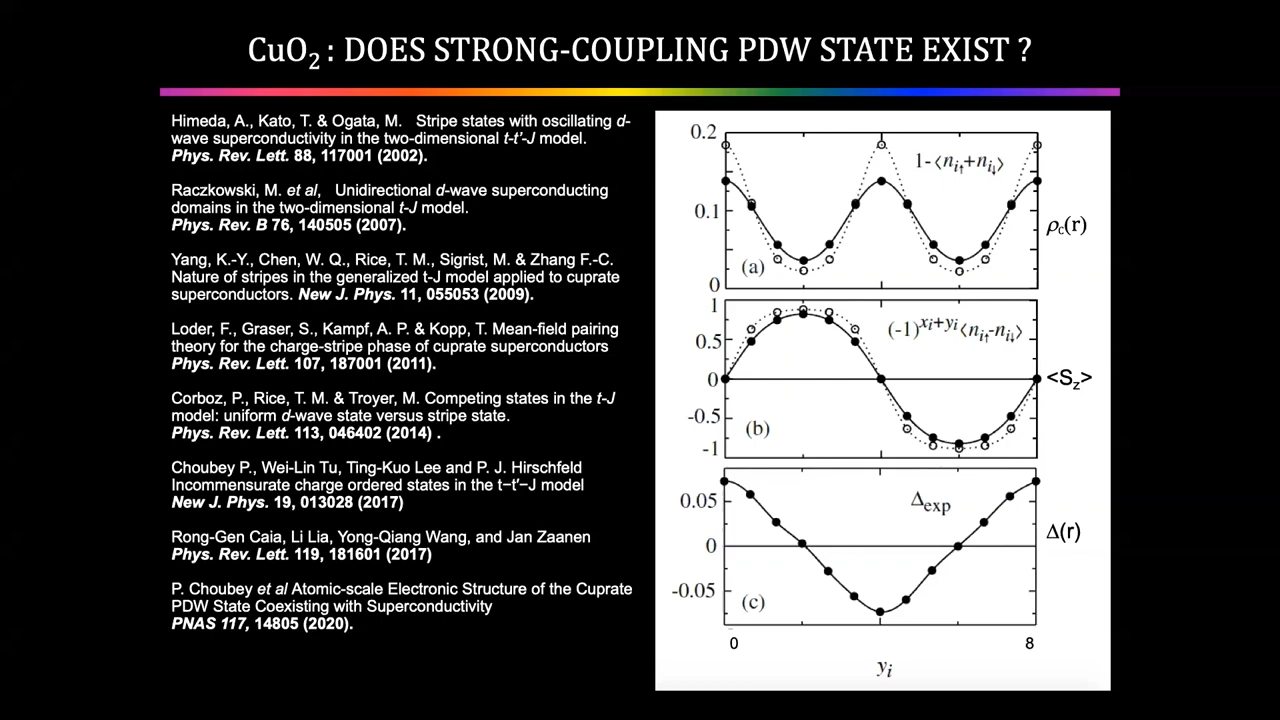 CuO₂ : DOES STRONG-COUPLING PDW STATE EXIST ?
Himeda, A., Kato, T. & Ogata, M. Stripe states with oscillating d-
wave superconductivity in the two-dimensional t-t'-J model.
Phys. Rev. Lett. 88, 117001 (2002).
Raczkowski, M. et al, Unidirectional d-wave superconducting
domains in the two-dimensional t-J model.
Phys. Rev. B 76, 140505 (2007).
Yang, K.-Y., Chen, W. Q., Rice, T. M., Sigrist, M. & Zhang F.-C.
Nature of stripes in the generalized t-J model applied to cuprate
superconductors. New J. Phys. 11, 055053 (2009).
Loder, F., Graser, S., Kampf, A. P. & Kopp, T. Mean-field pairing
theory for the charge-stripe phase of cuprate superconductors
Phys. Rev. Lett. 107, 187001 (2011).
Corboz, P., Rice, T. M. & Troyer, M. Competing states in the t-J
model: uniform d-wave state versus stripe state.
Phys. Rev. Lett. 113, 046402 (2014) .
Choubey P., Wei-Lin Tu, Ting-Kuo Lee and P. J. Hirschfeld
Incommensurate charge ordered states in the t−t′−J model
New J. Phys. 19, 013028 (2017)
Rong-Gen Caia, Li Lia, Yong-Qiang Wang, and Jan Zaanen
Phys. Rev. Lett. 119, 181601 (2017)
P. Choubey et al Atomic-scale Electronic Structure of the Cuprate
PDW State Coexisting with Superconductivity
PNAS 117, 14805 (2020).
0.2
1-⟨n_i↑+n_i↓⟩
0.1
ρc(r)
(a)
0
1
(-1)^{x_i+y_i}⟨n_i↑-n_i↓⟩
0.5
0
<Sz>
-0.5
(b)
-1
0.05
Δexp
Δ(r)
0
-0.05
(c)
0 8
yi